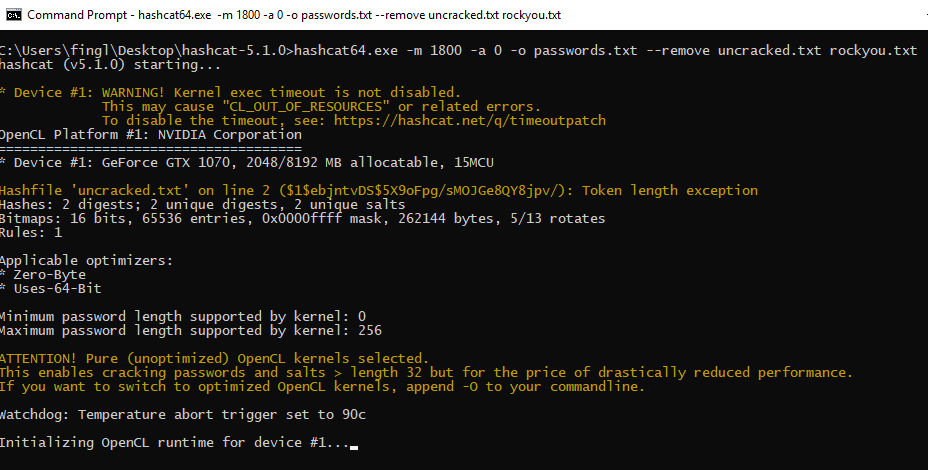 Command Prompt - hashcat64.exe -m 1800 -a 0 -o passwords.txt --remove uncracked.txt rockyou.txt
C:\Users\fingl\Desktop\hashcat-5.1.0>hashcat64.exe -m 1800 -a 0 -o passwords.txt --remove uncracked.txt rockyou.txt
hashcat (v5.1.0) starting...
* Device #1: WARNING! Kernel exec timeout is not disabled.
This may cause "CL_OUT_OF_RESOURCES" or related errors.
To disable the timeout, see: https://hashcat.net/q/timeoutpatch
OpenCL Platform #1: NVIDIA Corporation
======================================
* Device #1: GeForce GTX 1070, 2048/8192 MB allocatable, 15MCU
Hashfile 'uncracked.txt' on line 2 ($1$ebjntvDS$5X9oFpg/sMOJGe8QY8jpv/): Token length exception
Hashes: 2 digests; 2 unique digests, 2 unique salts
Bitmaps: 16 bits, 65536 entries, 0x0000ffff mask, 262144 bytes, 5/13 rotates
Rules: 1
Applicable optimizers:
* Zero-Byte
* Uses-64-Bit
Minimum password length supported by kernel: 0
Maximum password length supported by kernel: 256
ATTENTION! Pure (unoptimized) OpenCL kernels selected.
This enables cracking passwords and salts > length 32 but for the price of drastically reduced performance.
If you want to switch to optimized OpenCL kernels, append -O to your commandline.
Watchdog: Temperature abort trigger set to 90c
Initializing OpenCL runtime for device #1...